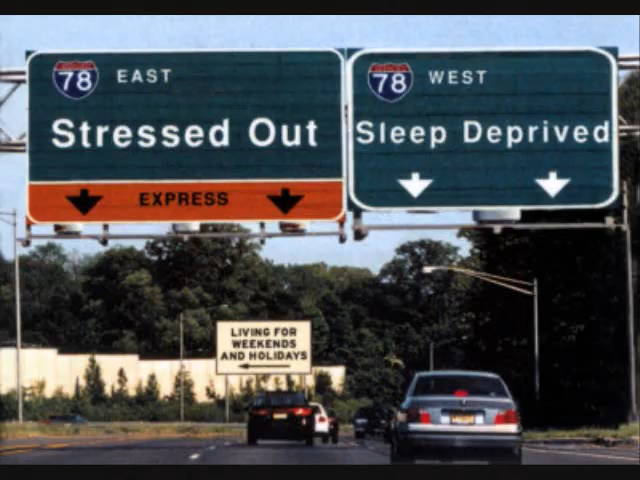 78 EAST
Stressed Out
EXPRESS
78 WEST
Sleep Deprived
LIVING FOR
WEEKENDS
AND HOLIDAYS